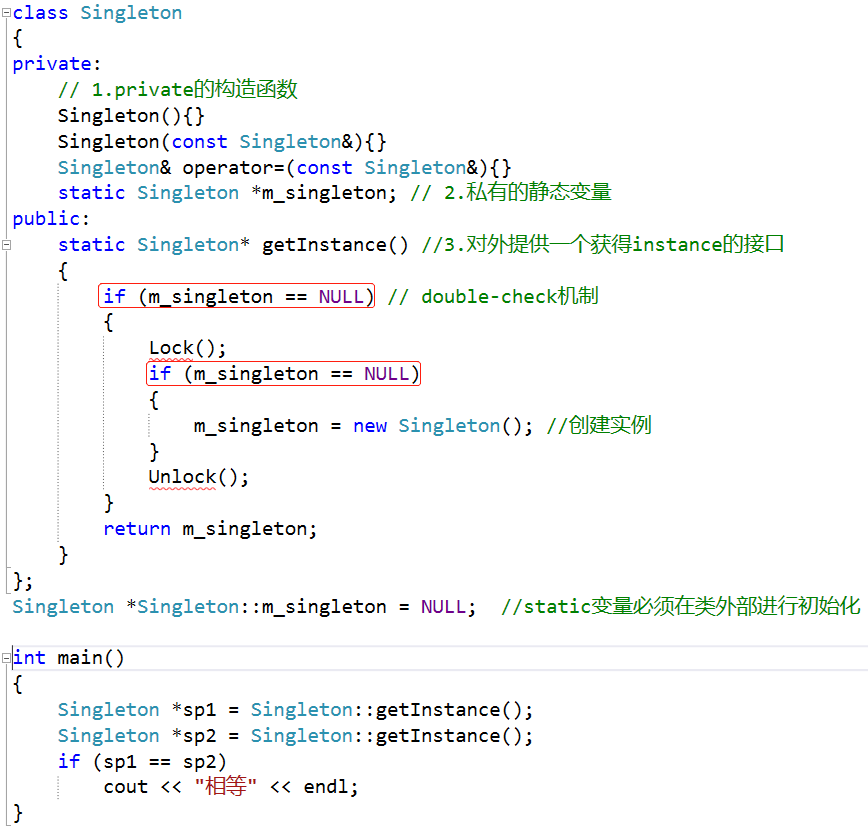 class Singleton
{
private:
    // 1.private的构造函数
    Singleton(){}
    Singleton(const Singleton&){}
    Singleton& operator=(const Singleton&){}
    static Singleton *m_singleton; // 2.私有的静态变量
public:
    static Singleton* getInstance() //3.对外提供一个获得instance的接口
    {
        if (m_singleton == NULL) // double-check机制
        {
            Lock();
            if (m_singleton == NULL)
            {
                m_singleton = new Singleton(); //创建实例
            }
            Unlock();
        }
        return m_singleton;
    }
};
Singleton *Singleton::m_singleton = NULL;  //static变量必须在类外部进行初始化
int main()
{
    Singleton *sp1 = Singleton::getInstance();
    Singleton *sp2 = Singleton::getInstance();
    if (sp1 == sp2)
        cout << "相等" << endl;
}